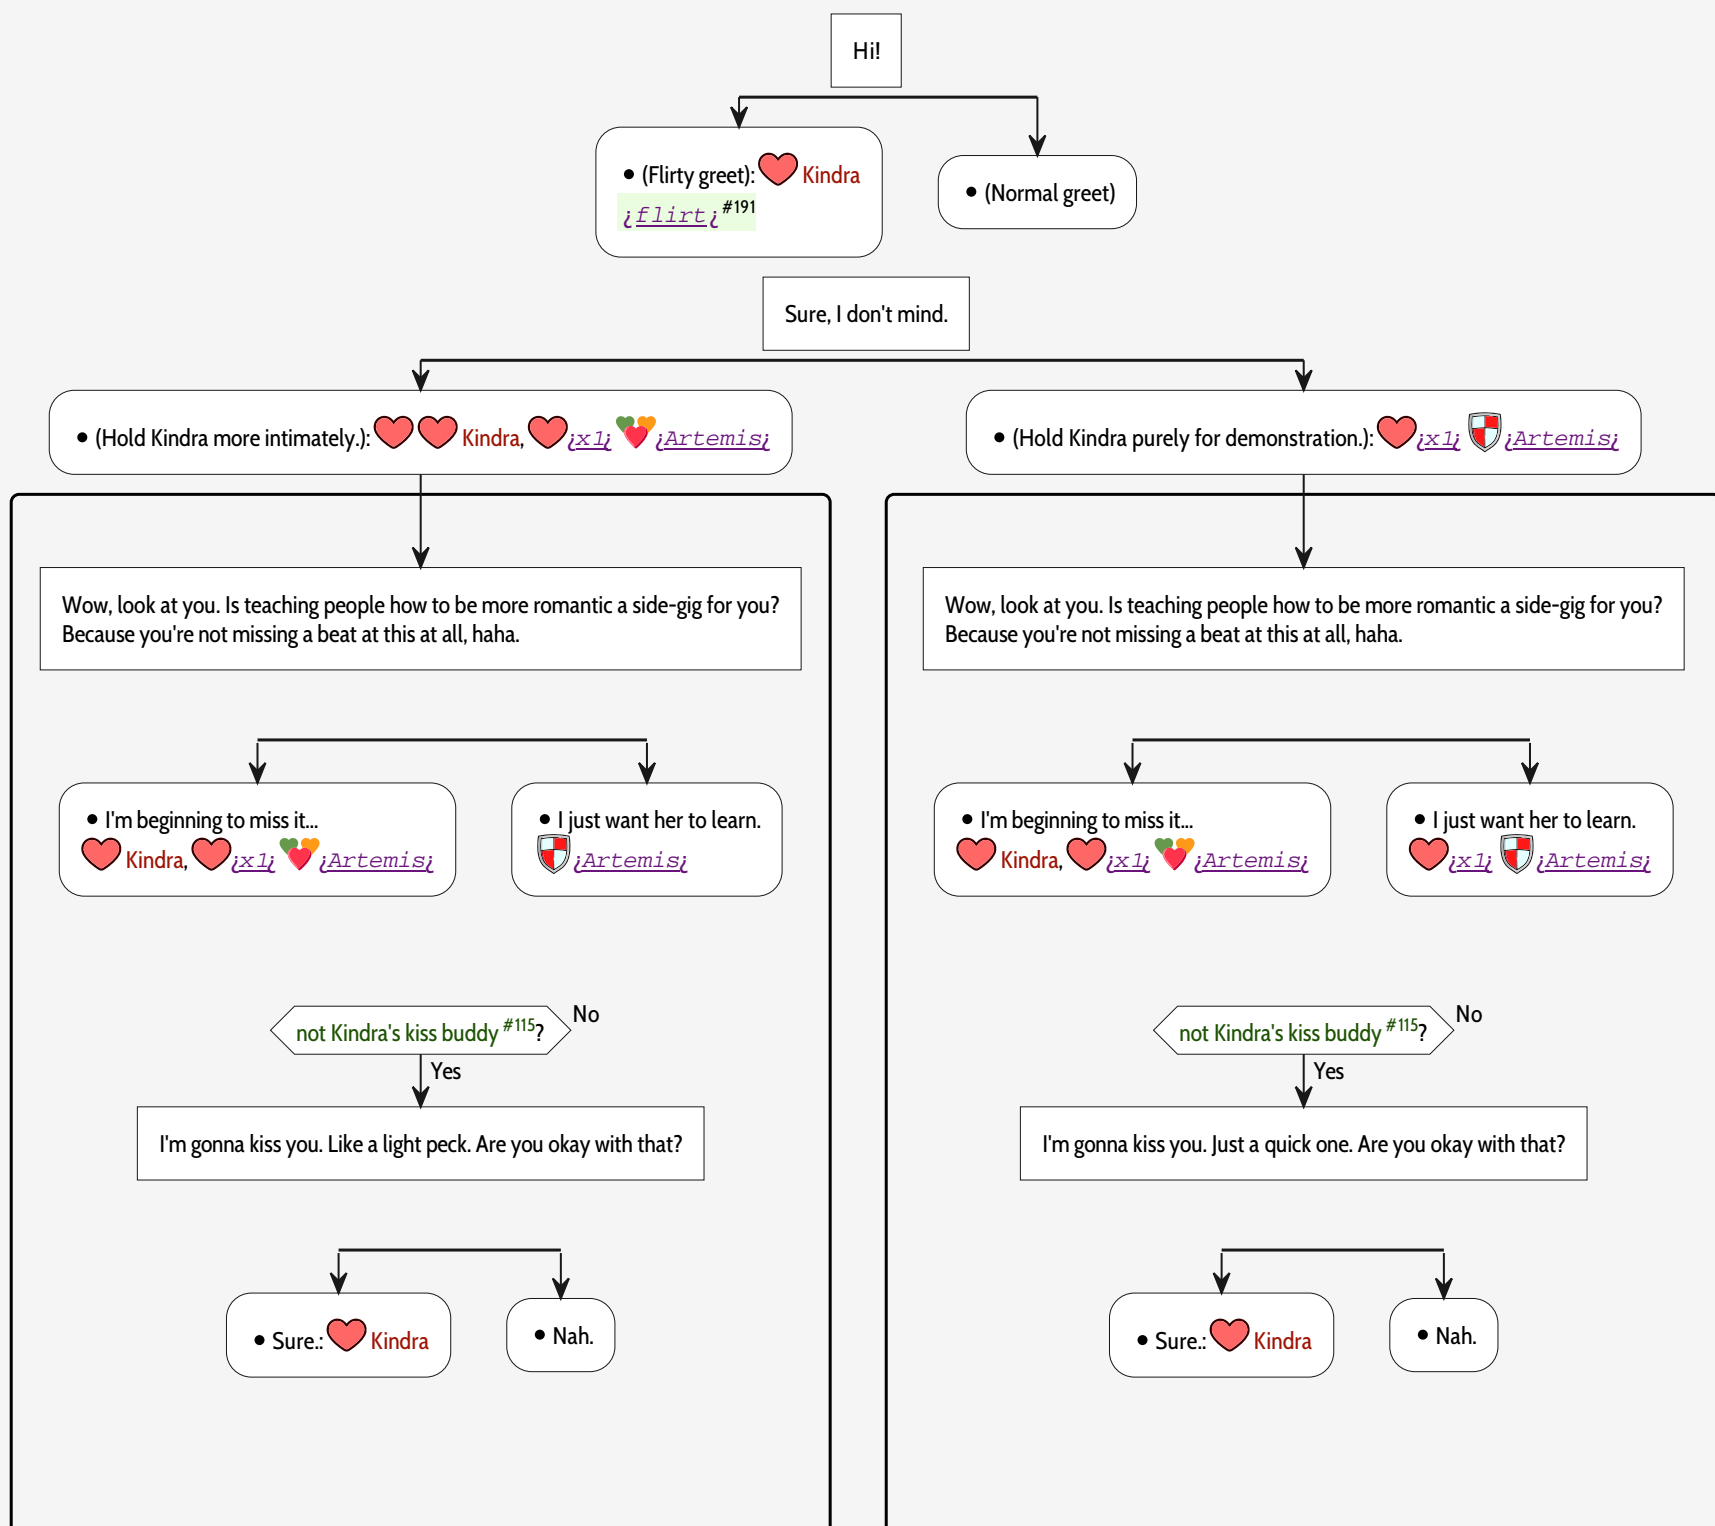 Hi!
• (Flirty greet): Kindra
¿flirt¿ #191
• (Normal greet)
Sure, I don't mind.
• (Hold Kindra more intimately.): Kindra, ¿x1¿ ¿Artemis¿
• (Hold Kindra purely for demonstration.): ¿x1¿ ¿Artemis¿
Wow, look at you. Is teaching people how to be more romantic a side-gig for you?
Because you're not missing a beat at this at all, haha.
• I'm beginning to miss it...
Kindra, ¿x1¿ ¿Artemis¿
• I just want her to learn.
¿Artemis¿
not Kindra's kiss buddy #115?
No
Yes
I'm gonna kiss you. Like a light peck. Are you okay with that?
• Sure.: Kindra
• Nah.
Wow, look at you. Is teaching people how to be more romantic a side-gig for you?
Because you're not missing a beat at this at all, haha.
• I'm beginning to miss it...
Kindra, ¿x1¿ ¿Artemis¿
• I just want her to learn.
¿x1¿ ¿Artemis¿
not Kindra's kiss buddy #115?
No
Yes
I'm gonna kiss you. Just a quick one. Are you okay with that?
• Sure.: Kindra
• Nah.